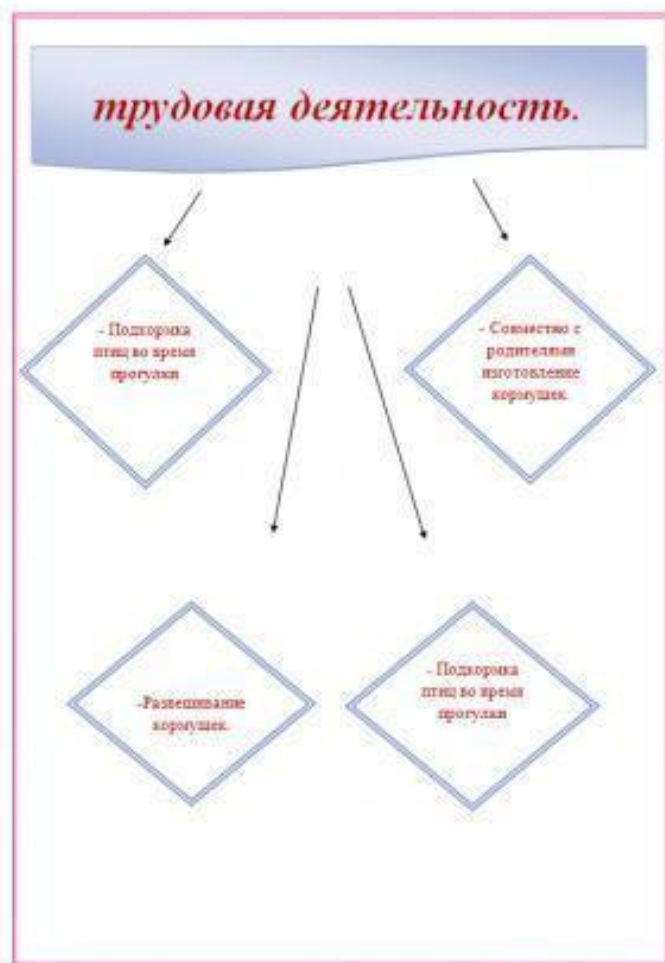 трудовая деятельность.
- Подкормка
птиц во время
прогулки
- Совместно с
родителями
изготовление
кормушек.
-Развешивание
кормушек.
- Подкормка
птиц во время
прогулки